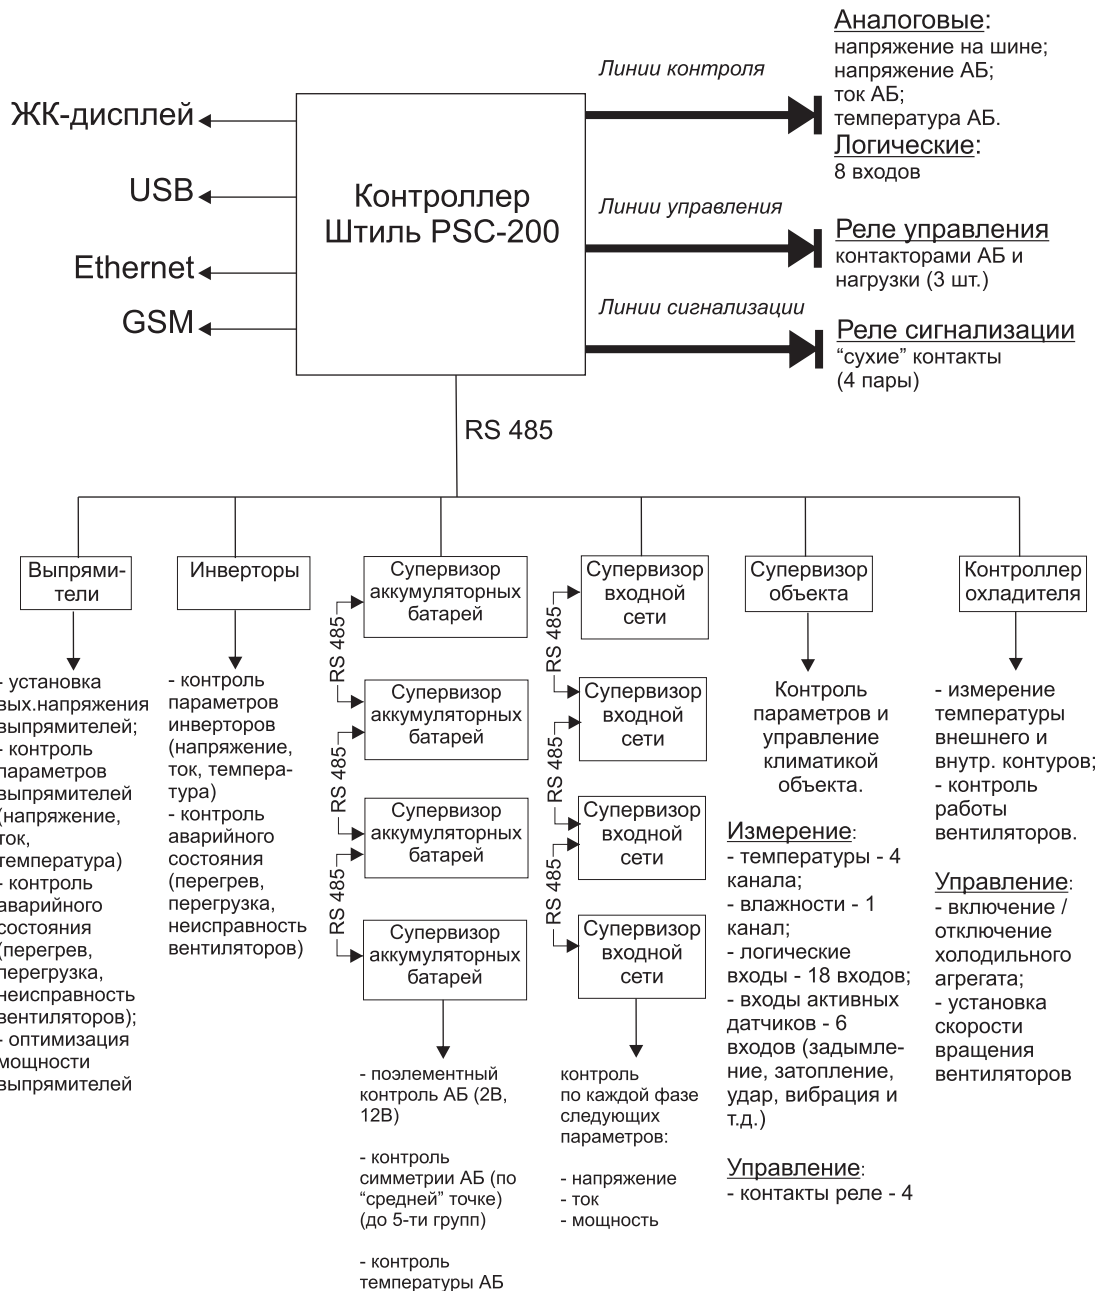 ЖК-дисплей
USB
Ethernet
GSM
Контроллер
Штиль PSC-200
Линии контроля
Аналоговые:
напряжение на шине;
напряжение АБ;
ток АБ;
температура АБ.
Логические:
8 входов
Линии управления
Реле управления
контакторами АБ и
нагрузки (3 шт.)
Линии сигнализации
Реле сигнализации
“сухие” контакты
(4 пары)
RS 485
Выпрями-
тели
- установка
вых.напряжения
выпрямителей;
- контроль
параметров
выпрямителей
(напряжение,
ток,
температура)
- контроль
аварийного
состояния
(перегрев,
перегрузка,
неисправность
вентиляторов);
- оптимизация
мощности
выпрямителей
Инверторы
- контроль
параметров
инверторов
(напряжение,
ток, темпера-
тура)
- контроль
аварийного
состояния
(перегрев,
перегрузка,
неисправность
вентиляторов)
Супервизор
аккумуляторных
батарей
RS 485
Супервизор
аккумуляторных
батарей
RS 485
Супервизор
аккумуляторных
батарей
RS 485
Супервизор
аккумуляторных
батарей
- поэлементный
контроль АБ (2В,
12В)
- контроль
симметрии АБ (по
“средней” точке)
(до 5-ти групп)
- контроль
температуры АБ
Супервизор
входной
сети
RS 485
Супервизор
входной
сети
RS 485
Супервизор
входной
сети
RS 485
Супервизор
входной
сети
контроль
по каждой фазе
следующих
параметров:
- напряжение
- ток
- мощность
Супервизор
объекта
Контроль
параметров и
управление
климатикой
объекта.
Измерение:
- температуры - 4
канала;
- влажности - 1
канал;
- логические
входы - 18 входов;
- входы активных
датчиков - 6
входов (задымле-
ние, затопление,
удар, вибрация и
т.д.)
Управление:
- контакты реле - 4
Контроллер
охладителя
- измерение
температуры
внешнего и
внутр. контуров;
- контроль
работы
вентиляторов.
Управление:
- включение /
отключение
холодильного
агрегата;
- установка
скорости
вращения
вентиляторов